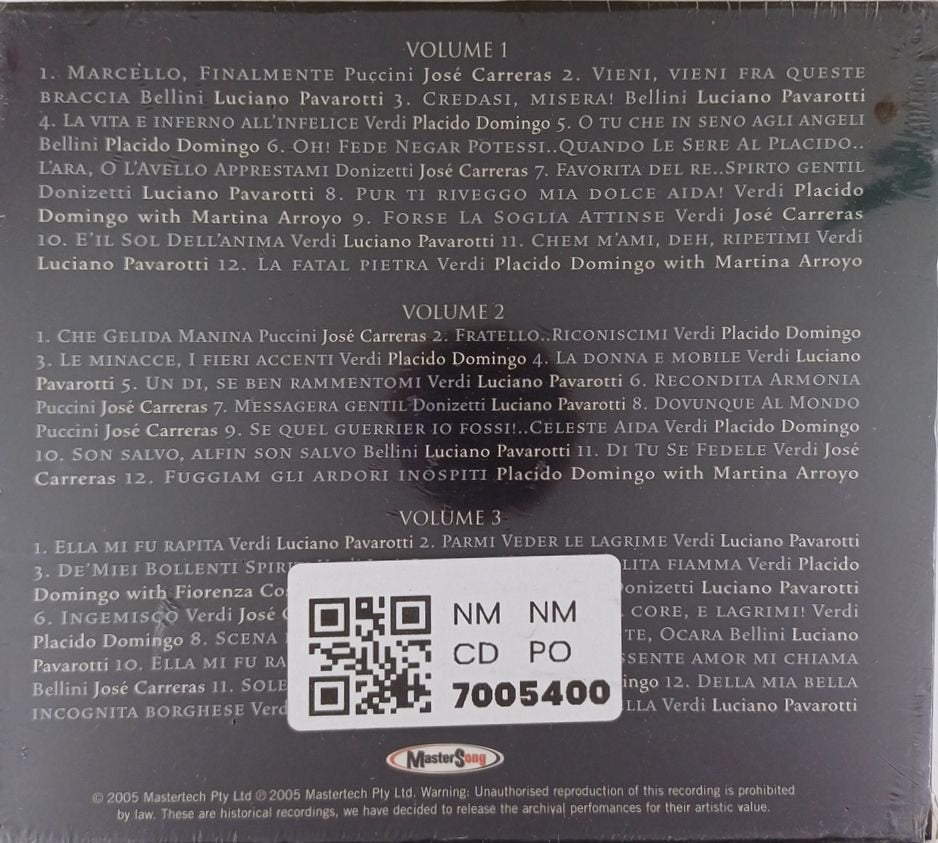 VOLUME 1
1. MARCELLO, FINALMENTE Puccini José Carreras 2. VIENI, VIENI FRA QUESTE
BRACCIA Bellini Luciano Pavarotti 3. CREDASI, MISERA! Bellini Luciano Pavarotti
4. LA VITA E INFERNO ALL'INFELICE Verdi Placido Domingo 5. O TU CHE IN SENO AGLI ANGELI
Bellini Placido Domingo 6. OH! FEDE NEGAR POTESSI..QUANDO LE SERE AL PLACIDO..
L'ARA, O L'AVELLO APPRESTAMI Donizetti José Carreras 7. FAVORITA DEL RE..SPIRTO GENTIL
Donizetti Luciano Pavarotti 8. PUR TI RIVEGGO MIA DOLCE AIDA! Verdi Placido
Domingo with Martina Arroyo 9. FORSE LA SOGLIA ATTINSE Verdi José Carreras
10. E'IL SOL DELL'ANIMA Verdi Luciano Pavarotti 11. CHEM M'AMI, DEH, RIPETIMI Verdi
Luciano Pavarotti 12. LA FATAL PIETRA Verdi Placido Domingo with Martina Arroyo
VOLUME 2
1. CHE GELIDA MANINA Puccini José Carreras 2. FRATELLO..RICONISCIMI Verdi Placido Domingo
3. LE MINACCE, I FIERI ACCENTI Verdi Placido Domingo 4. LA DONNA E MOBILE Verdi Luciano
Pavarotti 5. UN DI, SE BEN RAMMENTOMI Verdi Luciano Pavarotti 6. RECONDITA ARMONIA
Puccini José Carreras 7. MESSAGERA GENTIL Donizetti Luciano Pavarotti 8. DOVUNQUE AL MONDO
Puccini José Carreras 9. SE QUEL GUERRIER IO FOSSI!..CELESTE AIDA Verdi Placido Domingo
10. SON SALVO, ALFIN SON SALVO Bellini Luciano Pavarotti 11. DI TU SE FEDELE Verdi José
Carreras 12. FUGGIAM GLI ARDORI INOSPITI Placido Domingo with Martina Arroyo
VOLUME 3
1. ELLA MI FU RAPITA Verdi Luciano Pavarotti 2. PARMI VEDER LE LAGRIME Verdi Luciano Pavarotti
3. DE'MIEI BOLLENTI FIAMMA Verdi Placido
Domingo with Fiorenza Luciano Pavarotti
6. INGEMISCO Verdi CORE, E LAGRIMI! Verdi
Placido Domingo 8. SCENA OCARA Bellini Luciano
Pavarotti 10. ELLA MI FU AMOR MI CHIAMA
Bellini José Carreras 11. 12. DELLA MIA BELLA
INCOGNITA BORGHESE Verdi Luciano Pavarotti
NM NM
CD PO
7005400
MasterSong
© 2005 Mastertech Pty Ltd ℗ 2005 Mastertech Pty Ltd. Warning: Unauthorised reproduction of this recording is prohibited
by law. These are historical recordings, we have decided to release the archival perfomances for their artistic value.